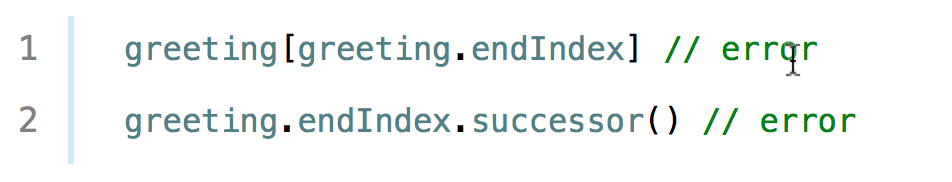 1 greeting[greeting.endIndex] // error
2 greeting.endIndex.successor() // error